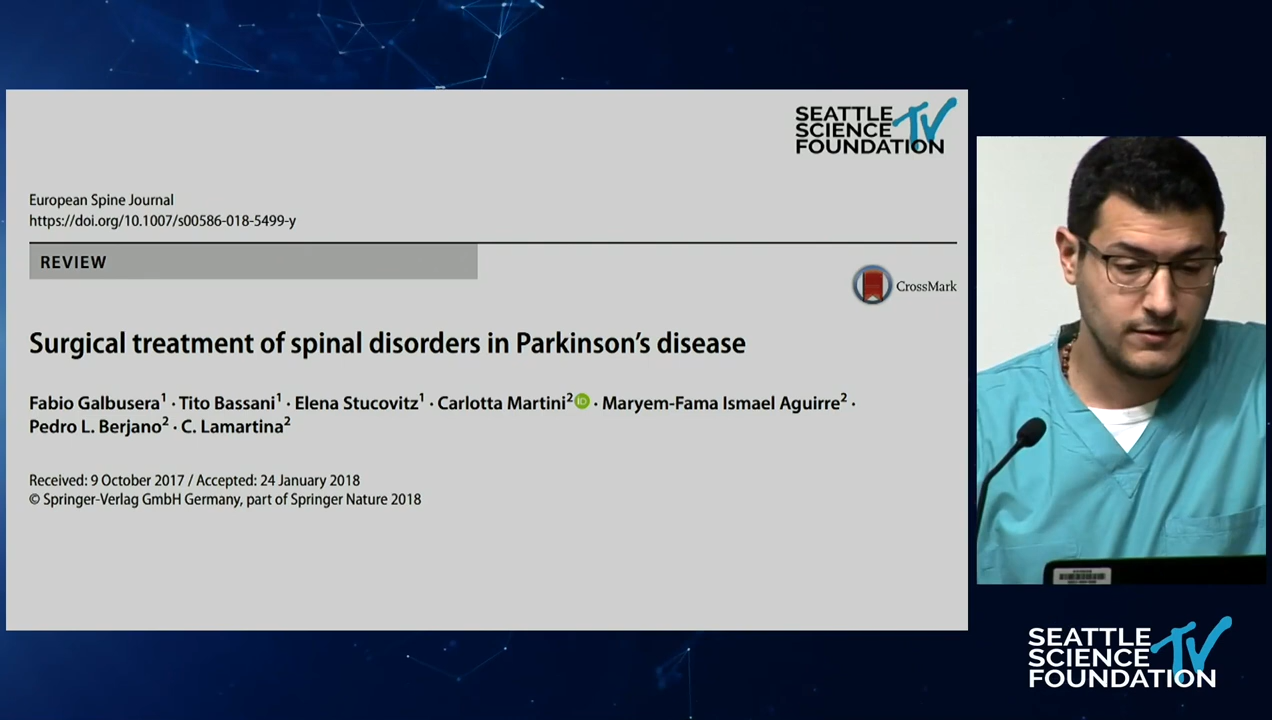 SEATTLE
SCIENCE
FOUNDATION
TV
European Spine Journal
https://doi.org/10.1007/s00586-018-5499-y
REVIEW
CrossMark
Surgical treatment of spinal disorders in Parkinson's disease
Fabio Galbusera¹ · Tito Bassani¹ · Elena Stucovitz¹ · Carlotta Martini² iD · Maryem-Fama Ismael Aguirre² ·
Pedro L. Berjano² · C. Lamartina²
Received: 9 October 2017 / Accepted: 24 January 2018
© Springer-Verlag GmbH Germany, part of Springer Nature 2018
SEATTLE
SCIENCE
FOUNDATION
TV